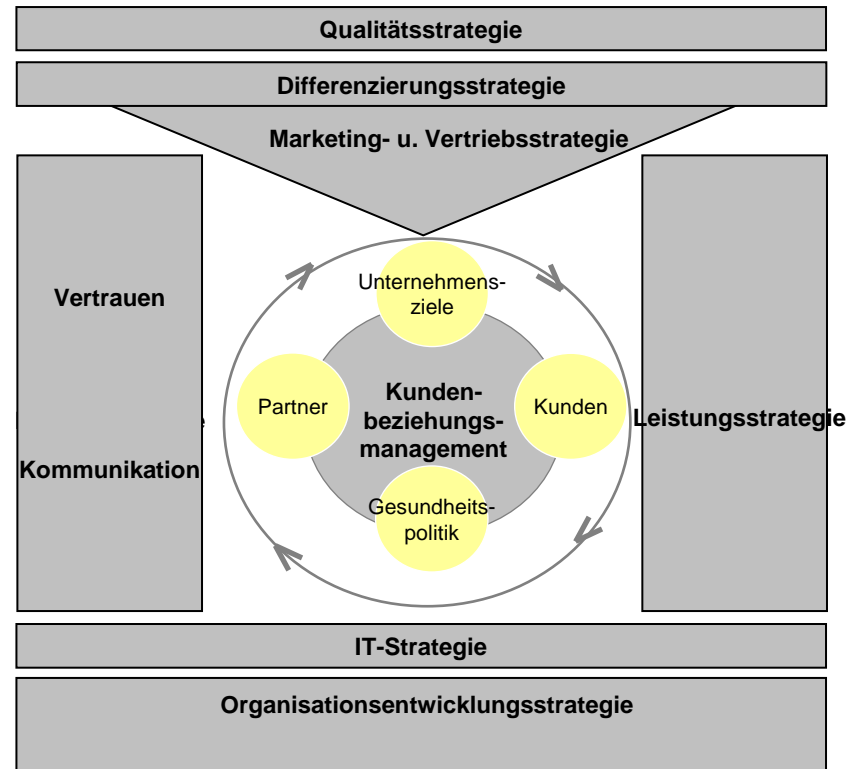 Qualitätsstrategie
Differenzierungsstrategie
Marketing- u. Vertriebsstrategie
Vertrauen
Kommunikation
Unternehmens-
ziele
Partner
Kunden-
beziehungs-
management
Kunden
Gesundheits-
politik
Leistungsstrategie
IT-Strategie
Organisationsentwicklungsstrategie